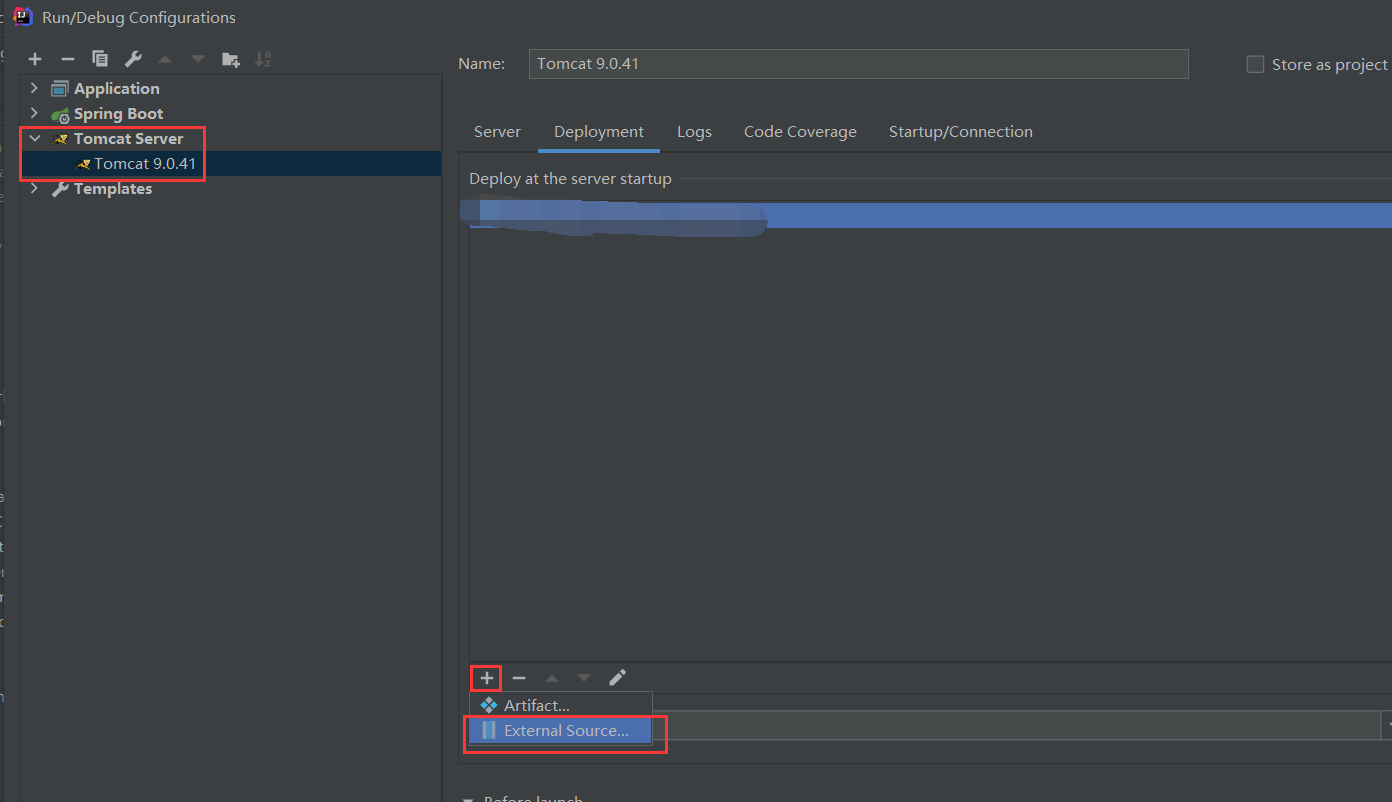 Run/Debug Configurations
Name:
Tomcat 9.0.41
Store as project
Application
Spring Boot
Tomcat Server
Tomcat 9.0.41
Templates
Server
Deployment
Logs
Code Coverage
Startup/Connection
Deploy at the server startup
Artifact...
External Source...
Before launch